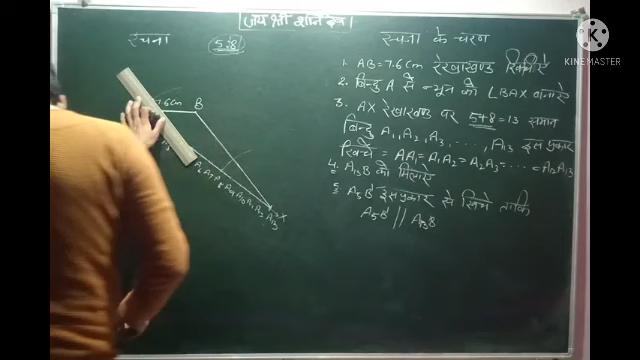 जय श्री शनि देव
रचना
5:8
रचना के चरण
1. AB = 7.6 cm रेखाखण्ड खिचिए
2. बिन्दु A से न्यून को ∠BAX बनाए
3. AX रेखाखण्ड पर 5+8=13 समान
बिन्दु A₁, A₂, A₃, ...., A₁₃ इस प्रकार
खिचें = AA₁ = A₁A₂ = A₂A₃ = ---- = A₁₂A₁₃
4. A₁₃B को मिलाए
5. A₅B' इस प्रकार से खिचे ताकि
A₅B' || A₁₃B
7.6cm
B
X
KINEMASTER